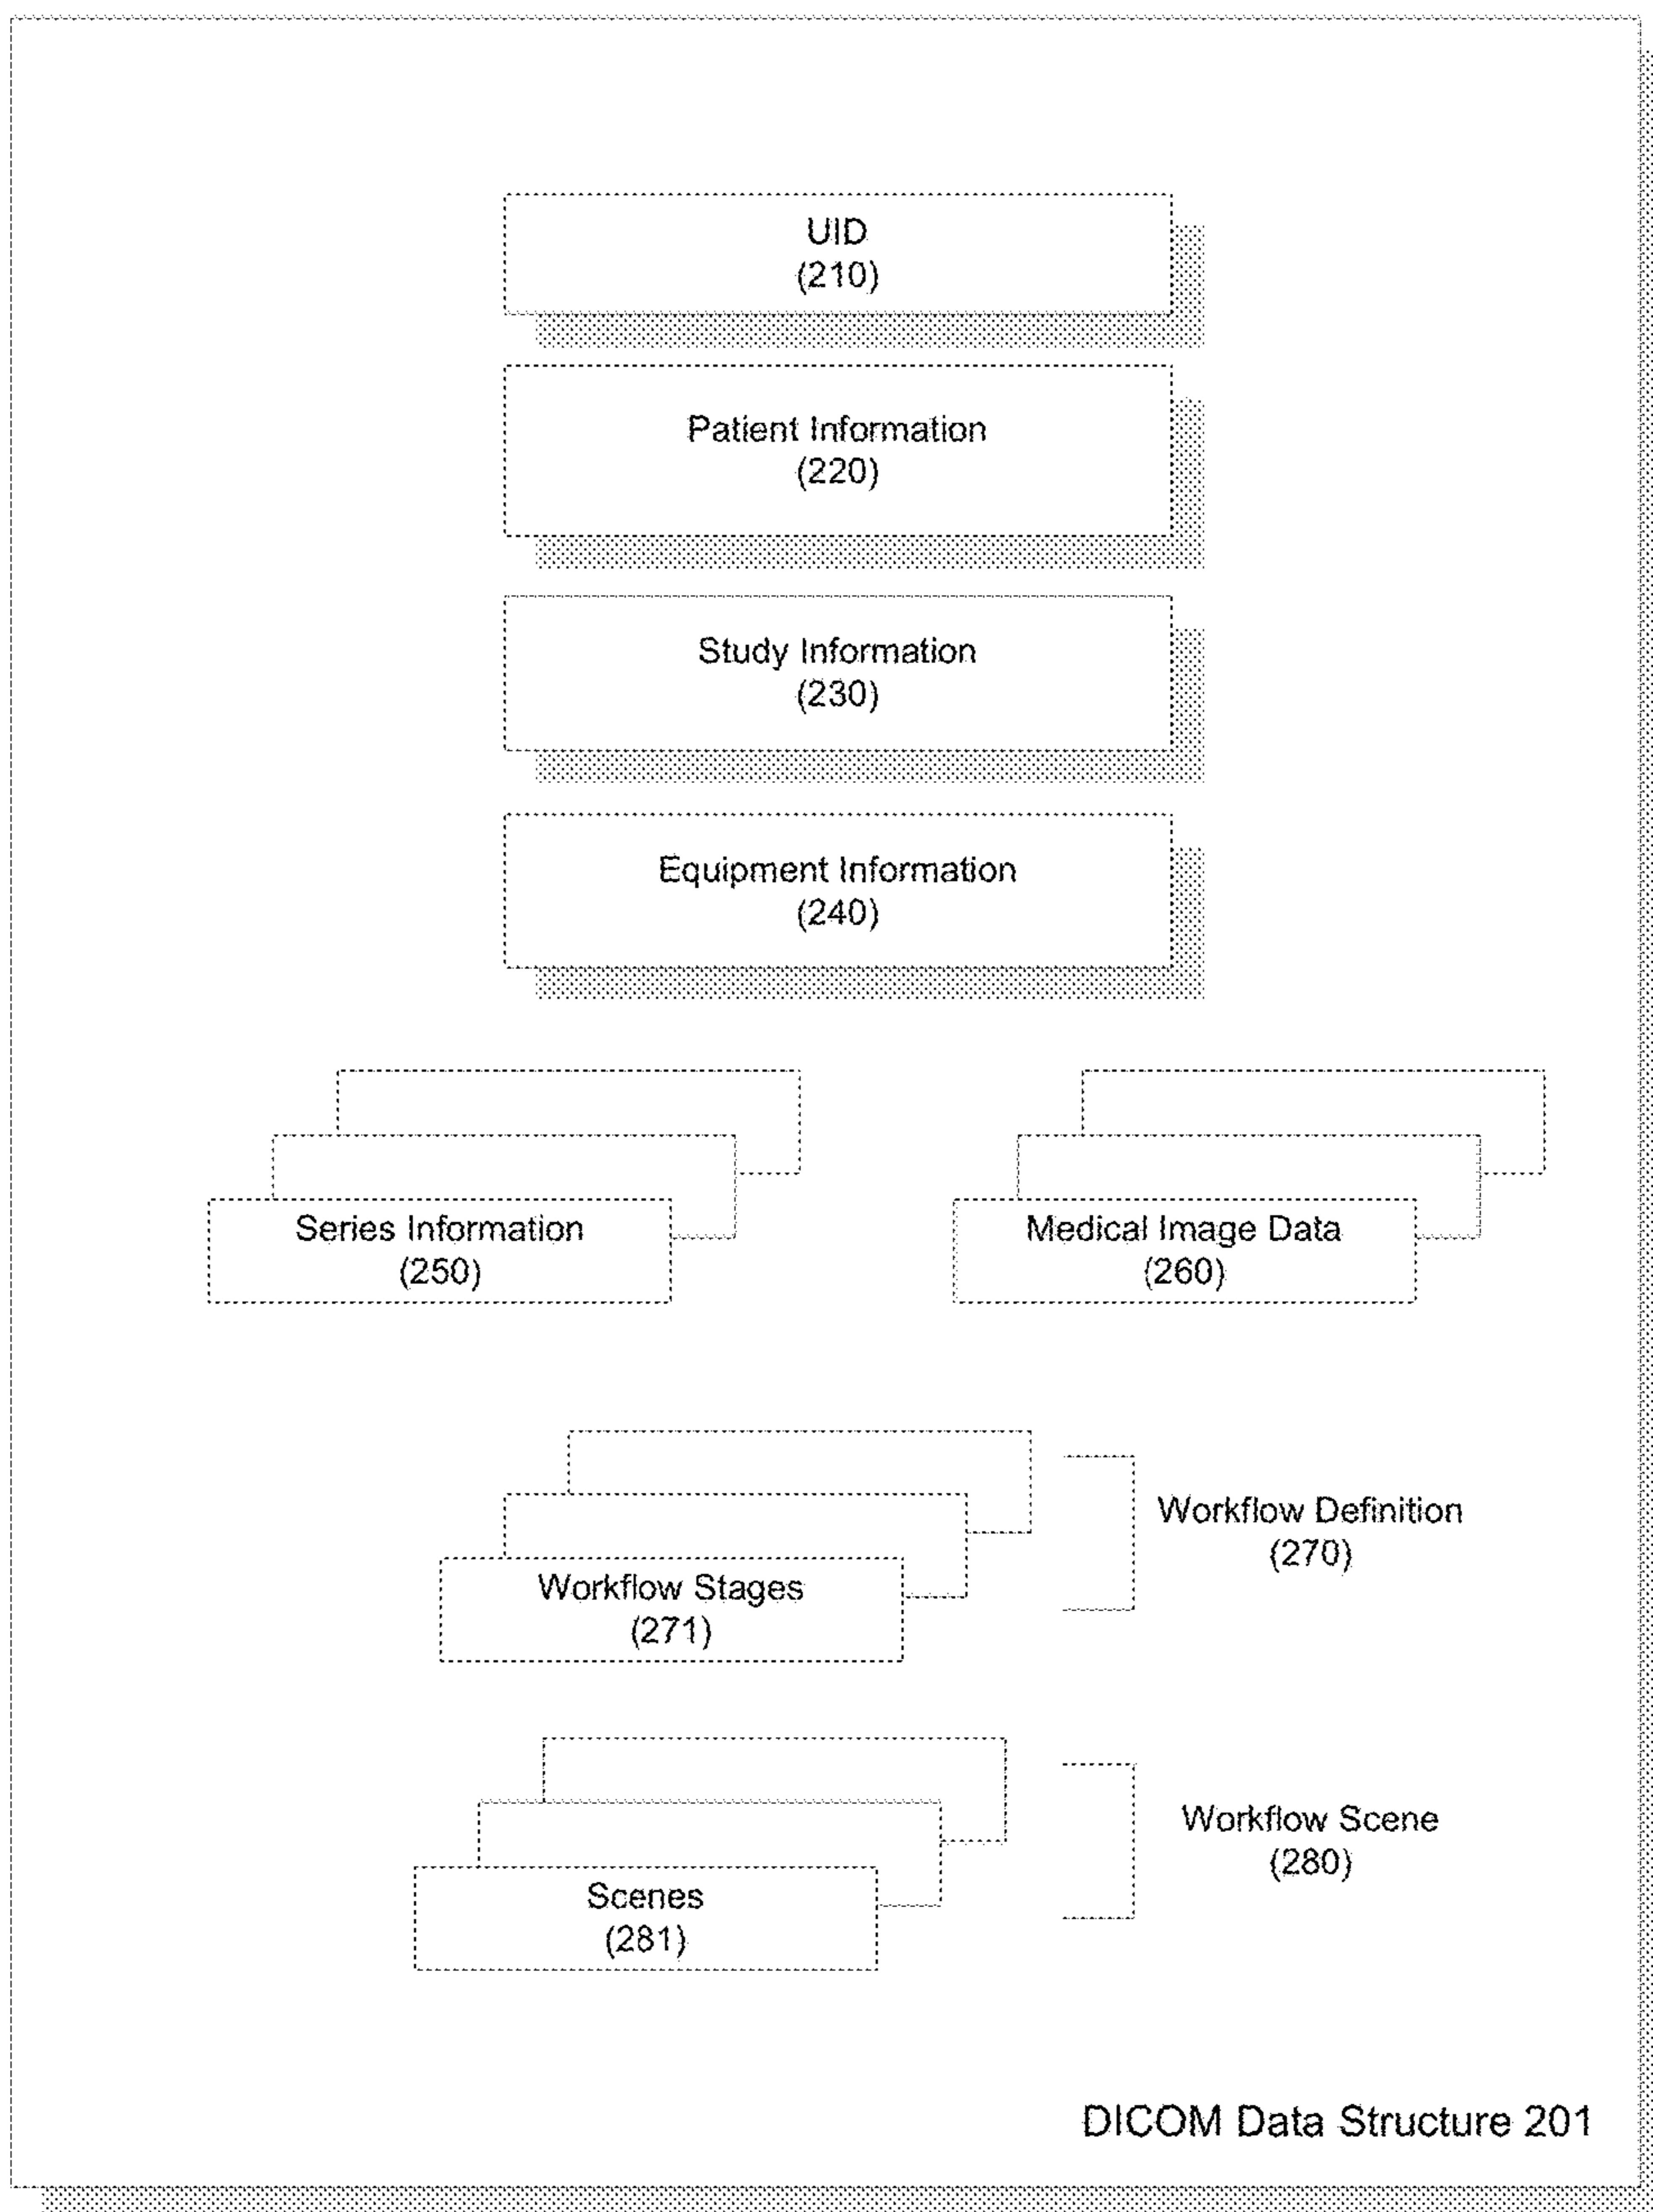 UID
(210)
Patient Information
(220)
Study Information
(230)
Equipment Information
(240)
Series Information
(250)
Medical Image Data
(260)
Workflow Definition
(270)
Workflow Stages
(271)
Workflow Scene
(280)
Scenes
(281)
DICOM Data Structure 201